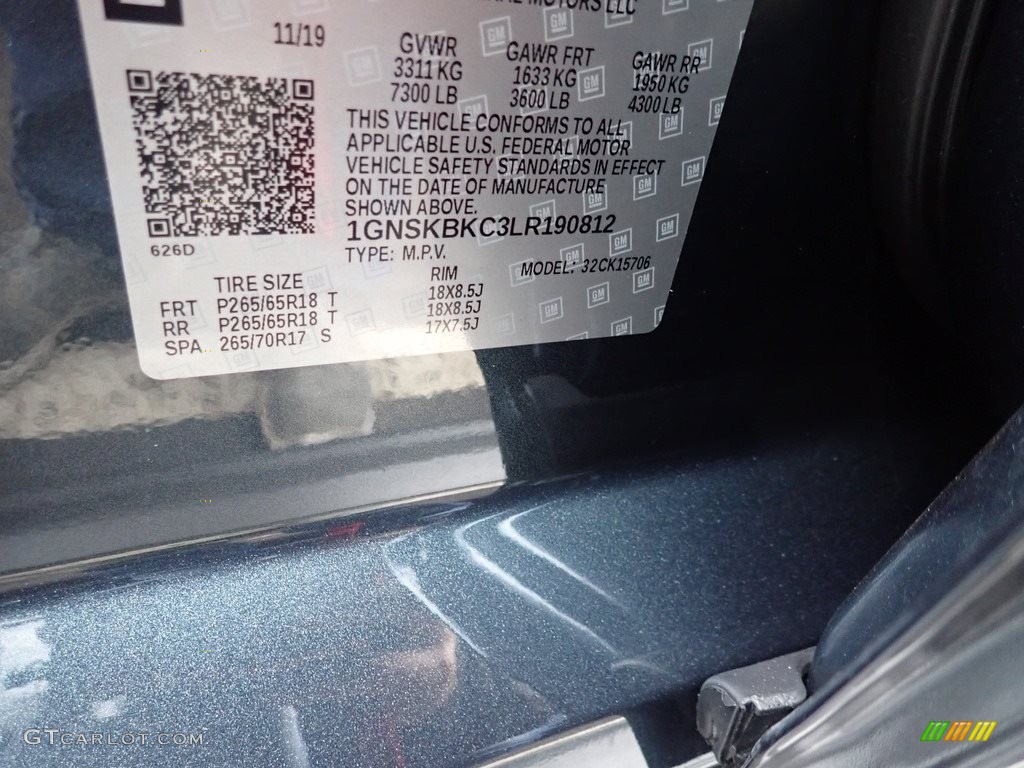 MOTORS LLC
11/19
GVWR GAWR FRT GAWR RR
3311 KG 1633 KG 1950 KG
7300 LB 3600 LB 4300 LB
THIS VEHICLE CONFORMS TO ALL
APPLICABLE U.S. FEDERAL MOTOR
VEHICLE SAFETY STANDARDS IN EFFECT
ON THE DATE OF MANUFACTURE
SHOWN ABOVE.
1GNSKBKC3LR190812
626D
TYPE: M.P.V. MODEL: 32CK15706
TIRE SIZE RIM
FRT P265/65R18 T 18X8.5J
RR P265/65R18 T 18X8.5J
SPA 265/70R17 S 17X7.5J
GTCARLOT.COM